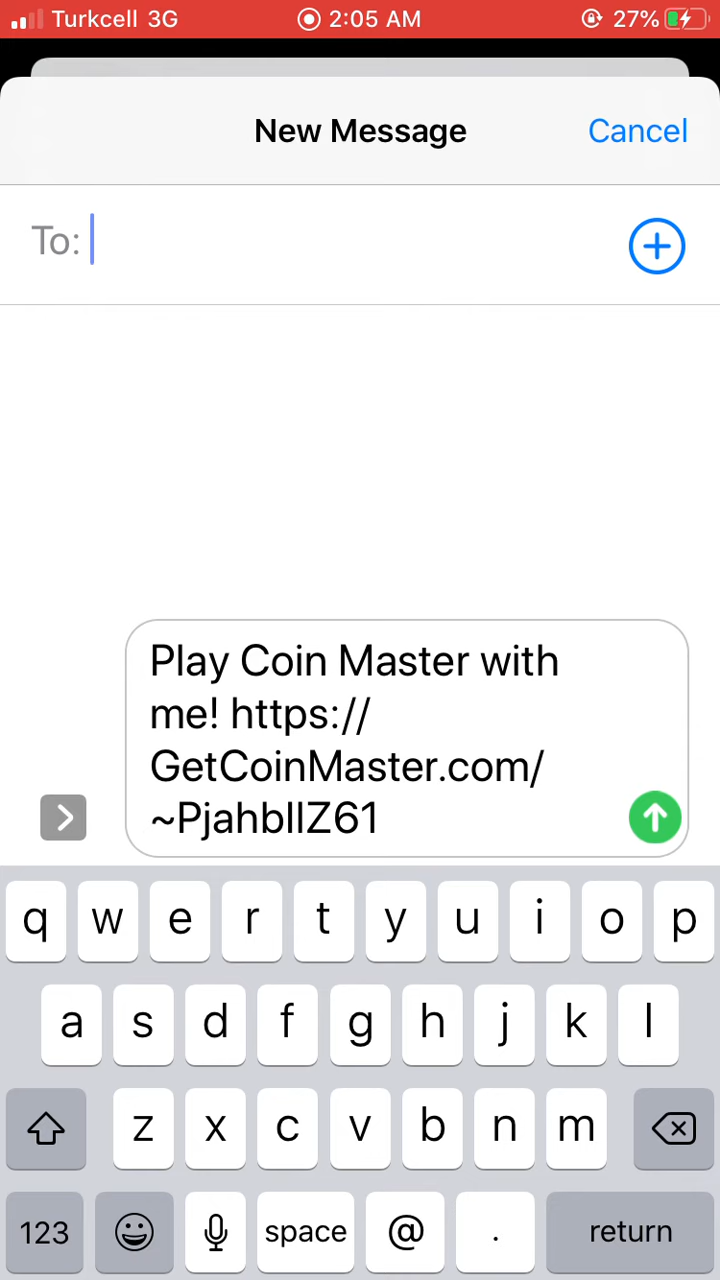 Turkcell 3G 2:05 AM 27%
New Message Cancel
To:
Play Coin Master with
me! https://
GetCoinMaster.com/
~PjahblIZ61
q w e r t y u i o p
a s d f g h j k l
z x c v b n m
123 space @ . return